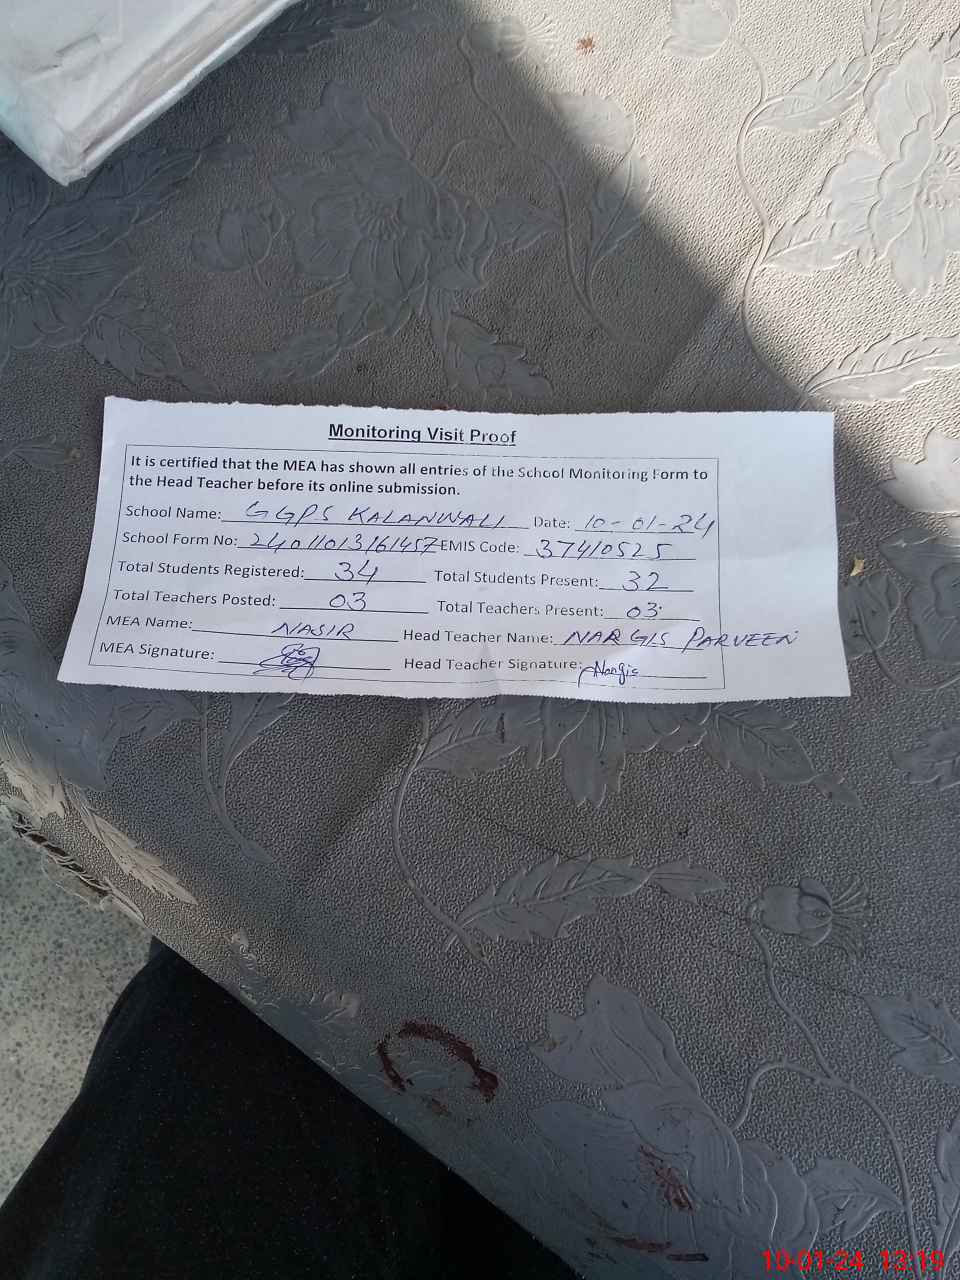 Monitoring Visit Proof
It is certified that the MEA has shown all entries of the School Monitoring Form to
the Head Teacher before its online submission.
School Name: GGPS KALANWALI Date: 10-01-24
School Form No: 24011013161457 EMIS Code: 37410525
Total Students Registered: 34 Total Students Present: 32
Total Teachers Posted: 03 Total Teachers Present: 03
MEA Name: NASIR Head Teacher Name: NARGIS PARVEEN
MEA Signature: Head Teacher Signature: Nargis
10-01-24 13:19